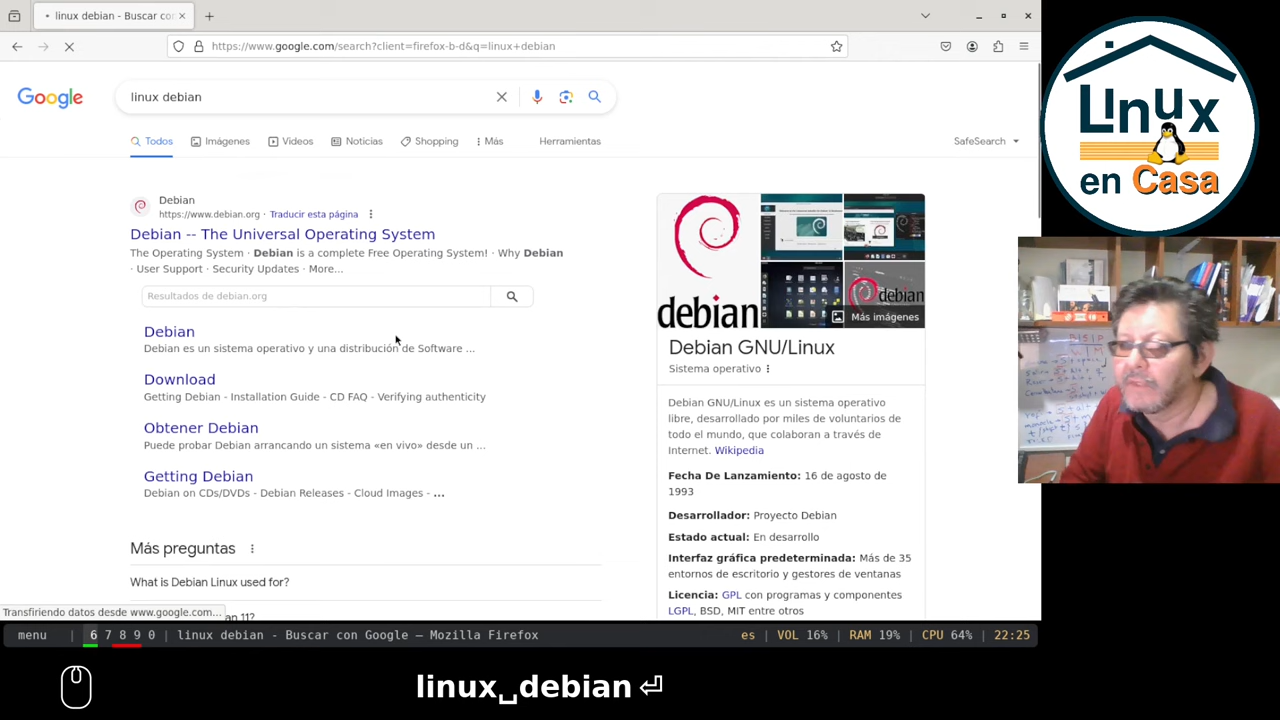 linux debian - Buscar con
https://www.google.com/search?client=firefox-b-d&q=linux+debian
Google
linux debian
Todos
Imágenes
Videos
Noticias
Shopping
Más
Herramientas
SafeSearch
Debian
https://www.debian.org · Traducir esta página
Debian -- The Universal Operating System
The Operating System · Debian is a complete Free Operating System! · Why Debian
· User Support · Security Updates · More...
Resultados de debian.org
Debian
Debian es un sistema operativo y una distribución de Software ...
Download
Getting Debian - Installation Guide - CD FAQ - Verifying authenticity
Obtener Debian
Puede probar Debian arrancando un sistema «en vivo» desde un ...
Getting Debian
Debian on CDs/DVDs - Debian Releases - Cloud Images - ...
Más preguntas
What is Debian Linux used for?
an 11?
Transfiriendo datos desde www.google.com...
debian
debian
Más imágenes
Debian GNU/Linux
Sistema operativo
Debian GNU/Linux es un sistema operativo
libre, desarrollado por miles de voluntarios de
todo el mundo, que colaboran a través de
Internet. Wikipedia
Fecha De Lanzamiento: 16 de agosto de
1993
Desarrollador: Proyecto Debian
Estado actual: En desarrollo
Interfaz gráfica predeterminada: Más de 35
entornos de escritorio y gestores de ventanas
Licencia: GPL con programas y componentes
LGPL, BSD, MIT entre otros
menu | 6 7 8 9 0 | linux debian - Buscar con Google — Mozilla Firefox
es | VOL 16% | RAM 19% | CPU 64% | 22:25
linux␣debian ⏎
Linux
en Casa